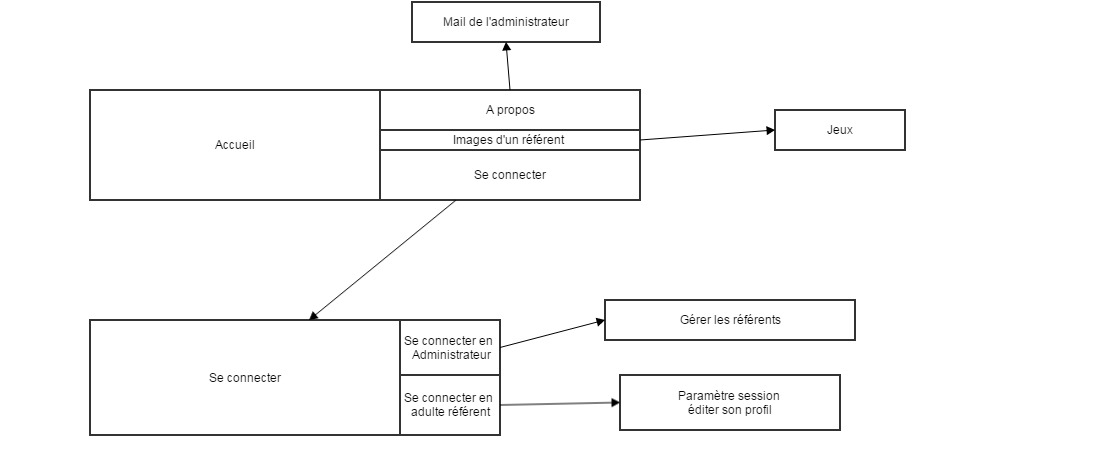 Mail de l'administrateur
A propos
Accueil
Images d'un référent
Jeux
Se connecter
Gérer les référents
Se connecter en
Administrateur
Se connecter
Se connecter en
adulte référent
Paramètre session
éditer son profil